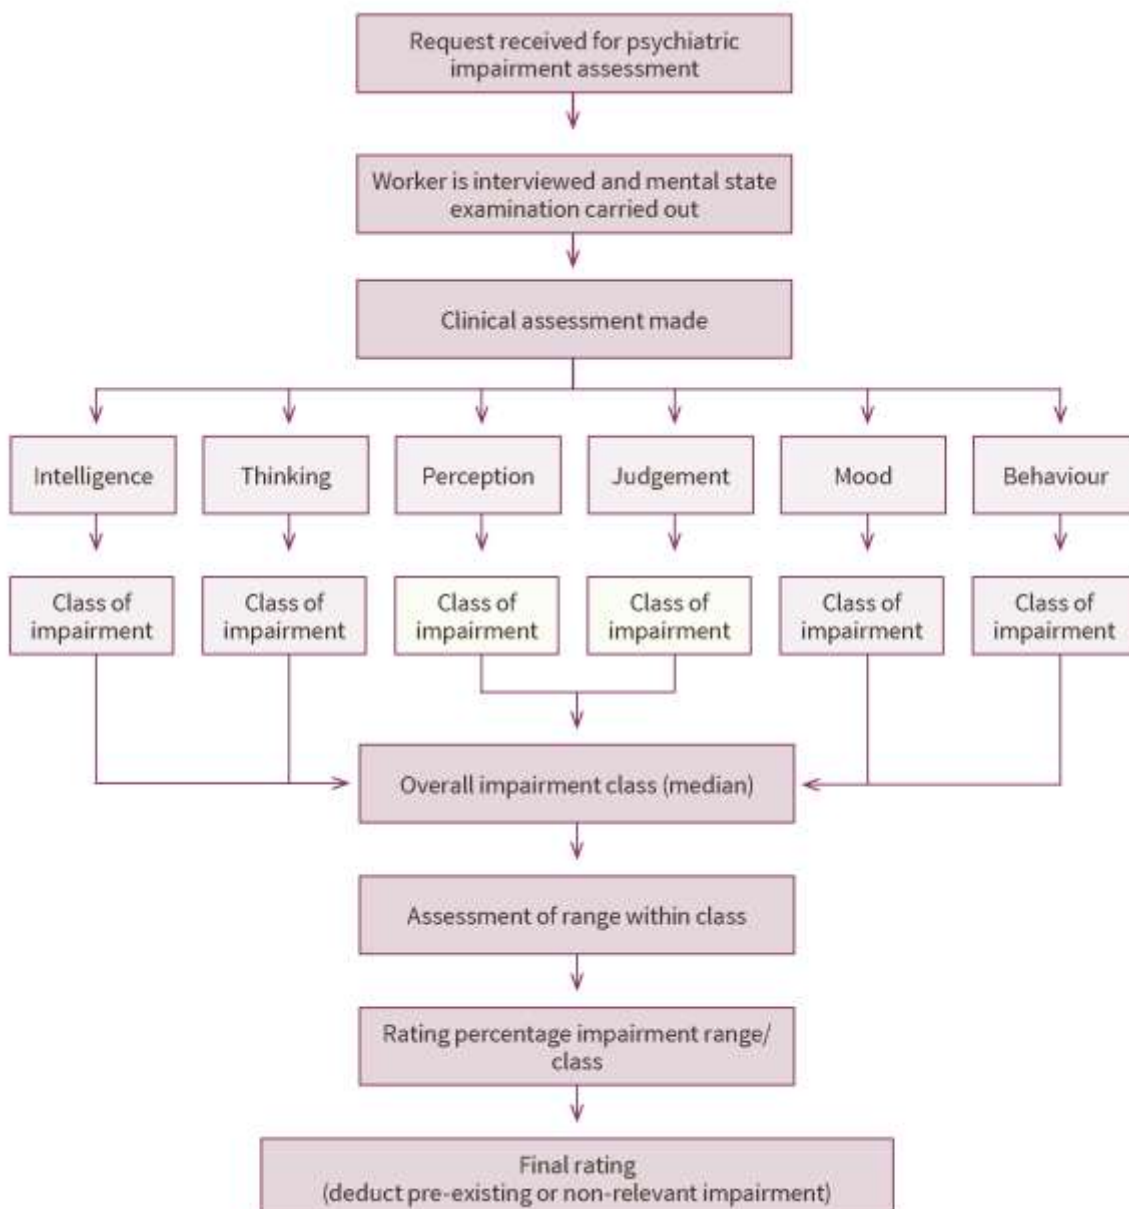 Request received for psychiatric
impairment assessment
Worker is interviewed and mental state
examination carried out
Clinical assessment made
Intelligence
Thinking
Perception
Judgement
Mood
Behaviour
Class of
impairment
Class of
impairment
Class of
impairment
Class of
impairment
Class of
impairment
Class of
impairment
Overall impairment class (median)
Assessment of range within class
Rating percentage impairment range/
class
Final rating
(deduct pre-existing or non-relevant impairment)